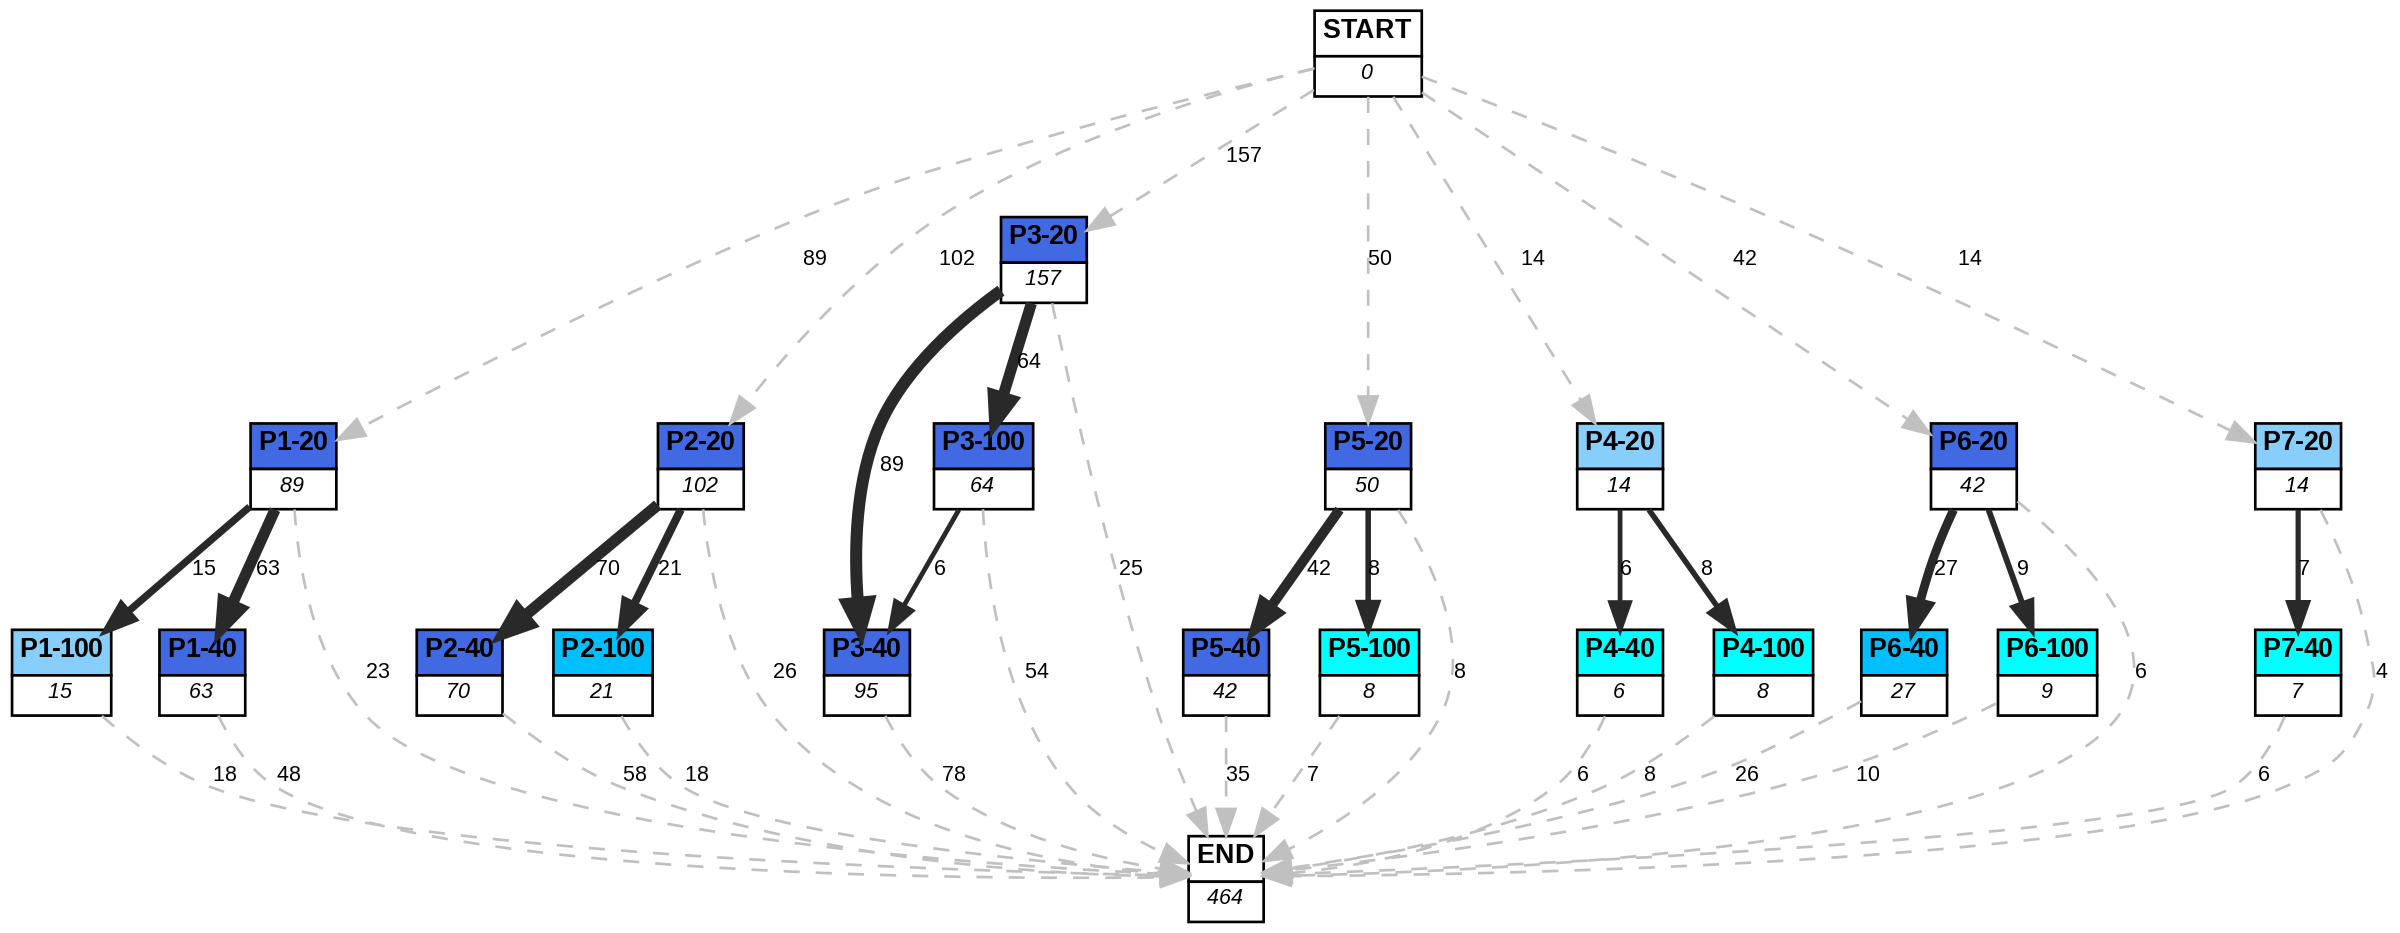 START
0
157
89
102
50
14
42
14
P3-20
157
64
89
25
P1-20
89
P2-20
102
P3-100
64
P5-20
50
P4-20
14
P6-20
42
P7-20
14
15
63
23
70
21
26
6
54
42
8
8
6
8
27
9
6
7
4
P1-100
15
P1-40
63
P2-40
70
P2-100
21
P3-40
95
P5-40
42
P5-100
8
P4-40
6
P4-100
8
P6-40
27
P6-100
9
P7-40
7
18
48
58
18
78
35
7
6
8
26
10
6
END
464